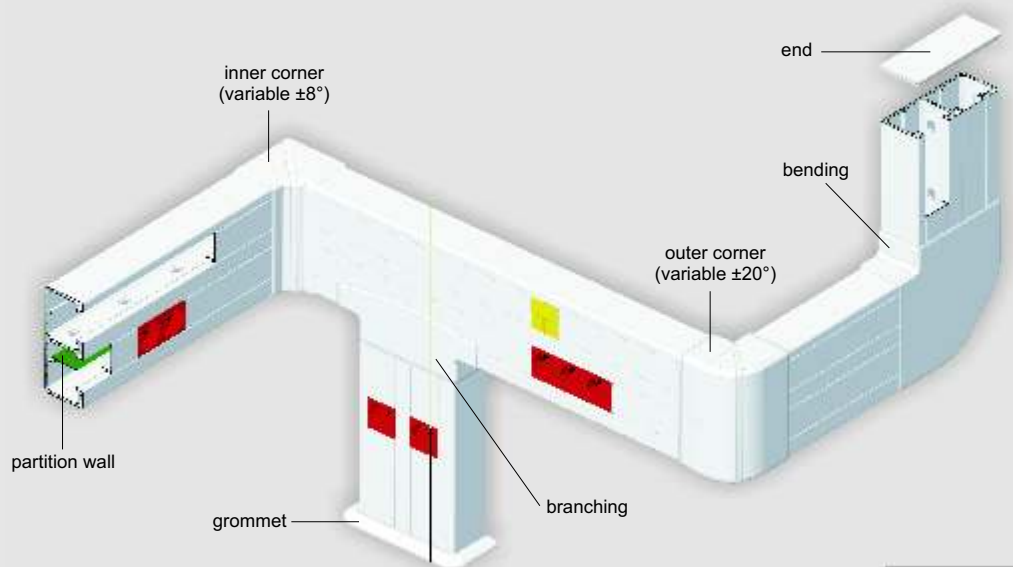 end
inner corner
(variable ±8°)
bending
outer corner
(variable ±20°)
partition wall
branching
grommet